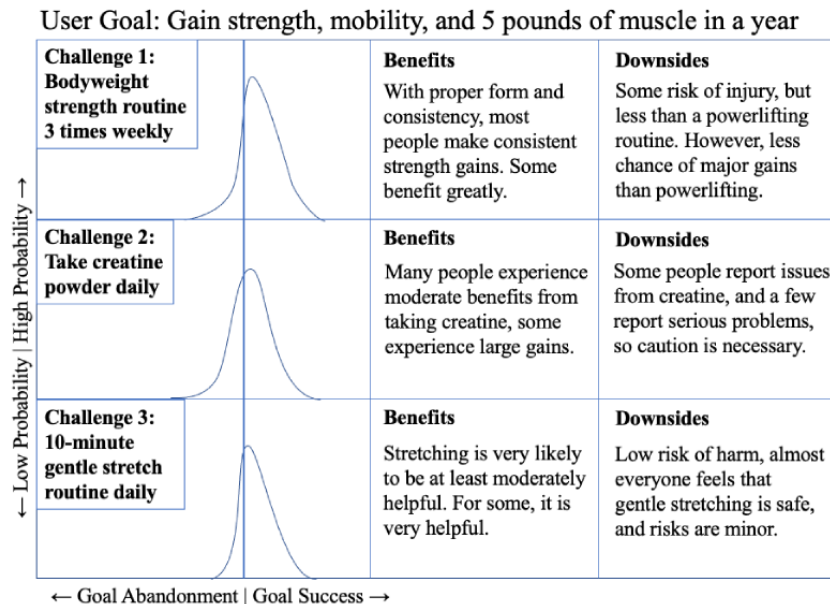 User Goal: Gain strength, mobility, and 5 pounds of muscle in a year
Challenge 1:
Bodyweight
strength routine
3 times weekly
Benefits
With proper form and
consistency, most
people make consistent
strength gains. Some
benefit greatly.
Downsides
Some risk of injury, but
less than a powerlifting
routine. However, less
chance of major gains
than powerlifting.
Challenge 2:
Take creatine
powder daily
Benefits
Many people experience
moderate benefits from
taking creatine, some
experience large gains.
Downsides
Some people report issues
from creatine, and a few
report serious problems,
so caution is necessary.
Challenge 3:
10-minute
gentle stretch
routine daily
Benefits
Stretching is very likely
to be at least moderately
helpful. For some, it is
very helpful.
Downsides
Low risk of harm, almost
everyone feels that
gentle stretching is safe,
and risks are minor.
← Low Probability | High Probability →
← Goal Abandonment | Goal Success →